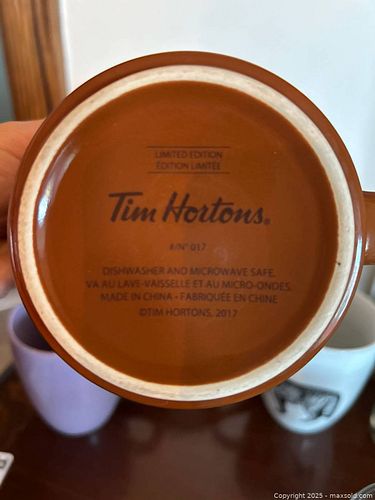 LIMITED EDITION
ÉDITION LIMITÉE
Tim Hortons®
#/Nº 017
DISHWASHER AND MICROWAVE SAFE.
VA AU LAVE-VAISSELLE ET AU MICRO-ONDES.
MADE IN CHINA • FABRIQUÉE EN CHINE
©TIM HORTONS, 2017
Copyright 2025 - maxsold.com